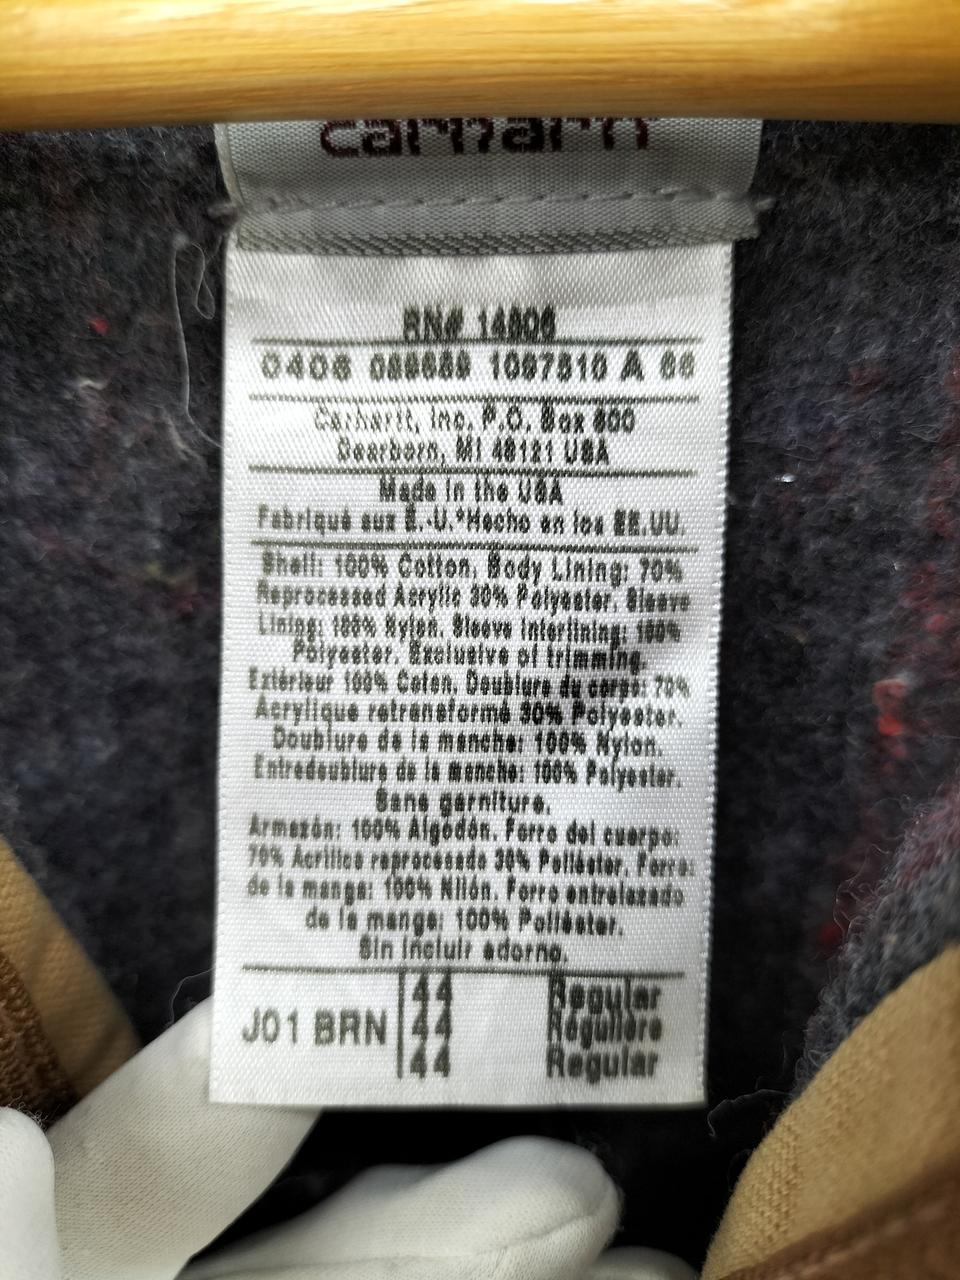 carhartt
RN# 14806
0406 089689 1097810 A 66
Carhartt, Inc. P.O. Box 600
Dearborn, MI 48121 USA
Made in the USA
Fabriqué aux É.-U.*Hecho en los EE.UU.
Shell: 100% Cotton, Body Lining: 70%
Reprocessed Acrylic 30% Polyester. Sleeve
Lining: 100% Nylon. Sleeve Interlining: 100%
Polyester. Exclusive of trimming.
Extérieur 100% Coton, Doublure du corps: 70%
Acrylique retransformé 30% Polyester.
Doublure de la manche: 100% Nylon.
Entredoublure de la manche: 100% Polyester.
Sans garniture.
Armazón: 100% Algodón. Forro del cuerpo:
70% Acrílico reprocesado 30% Poliéster. Forro:
de la manga: 100% Nilón. Forro entrelazado
de la manga: 100% Poliéster.
Sin incluir adorno.
J01 BRN
44 Regular
44 Régulière
44 Regular